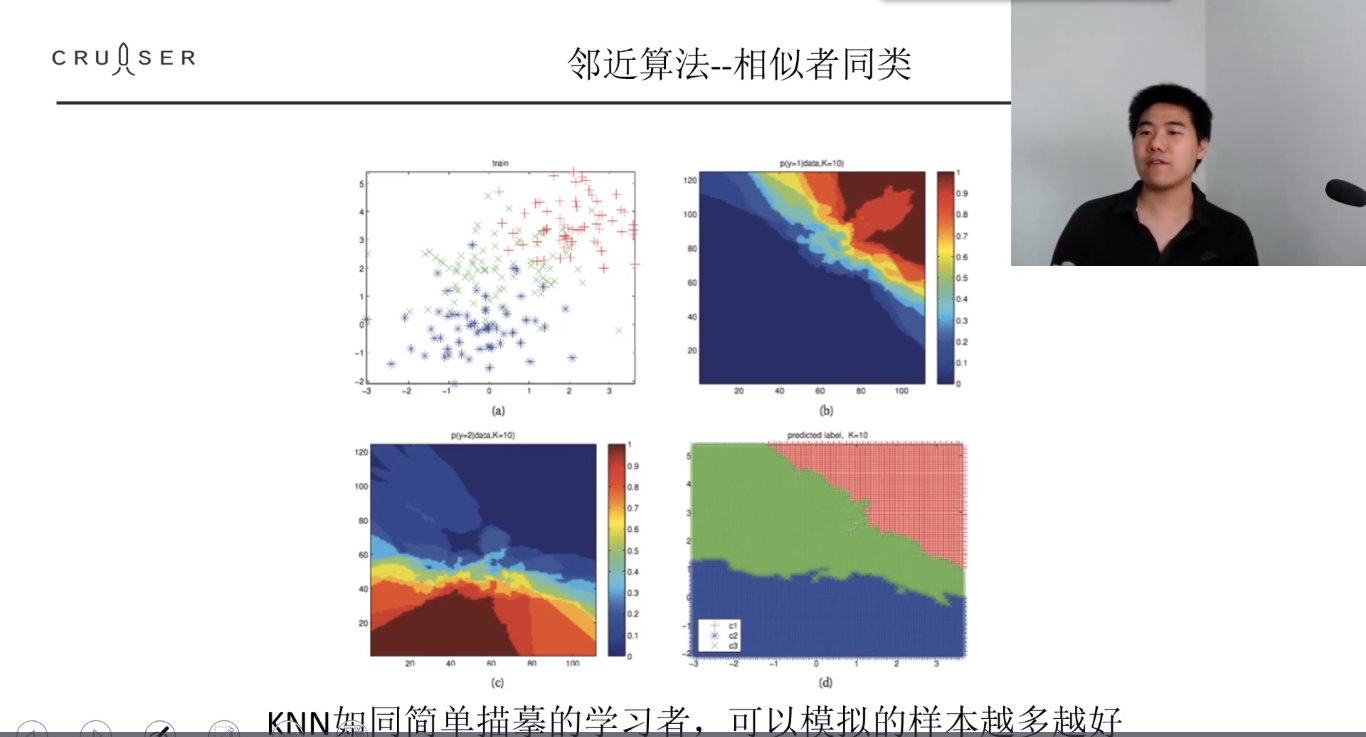 CRUISER
邻近算法--相似者同类
train
5
4
3
2
1
0
−1
−2
−3 −2 −1 0 1 2 3
(a)
p(y=1|data,K=10)
120
100
80
60
40
20
20 40 60 80 100
1
0.9
0.8
0.7
0.6
0.5
0.4
0.3
0.2
0.1
0
(b)
p(y=2|data,K=10)
120
100
80
60
40
20
20 40 60 80 100
1
0.9
0.8
0.7
0.6
0.5
0.4
0.3
0.2
0.1
0
(c)
predicted label, K=10
5
4
3
2
1
0
−1
−2
c1
c2
c3
−3 −2 −1 0 1 2 3
(d)
KNN如同简单描摹的学习者，可以模拟的样本越多越好